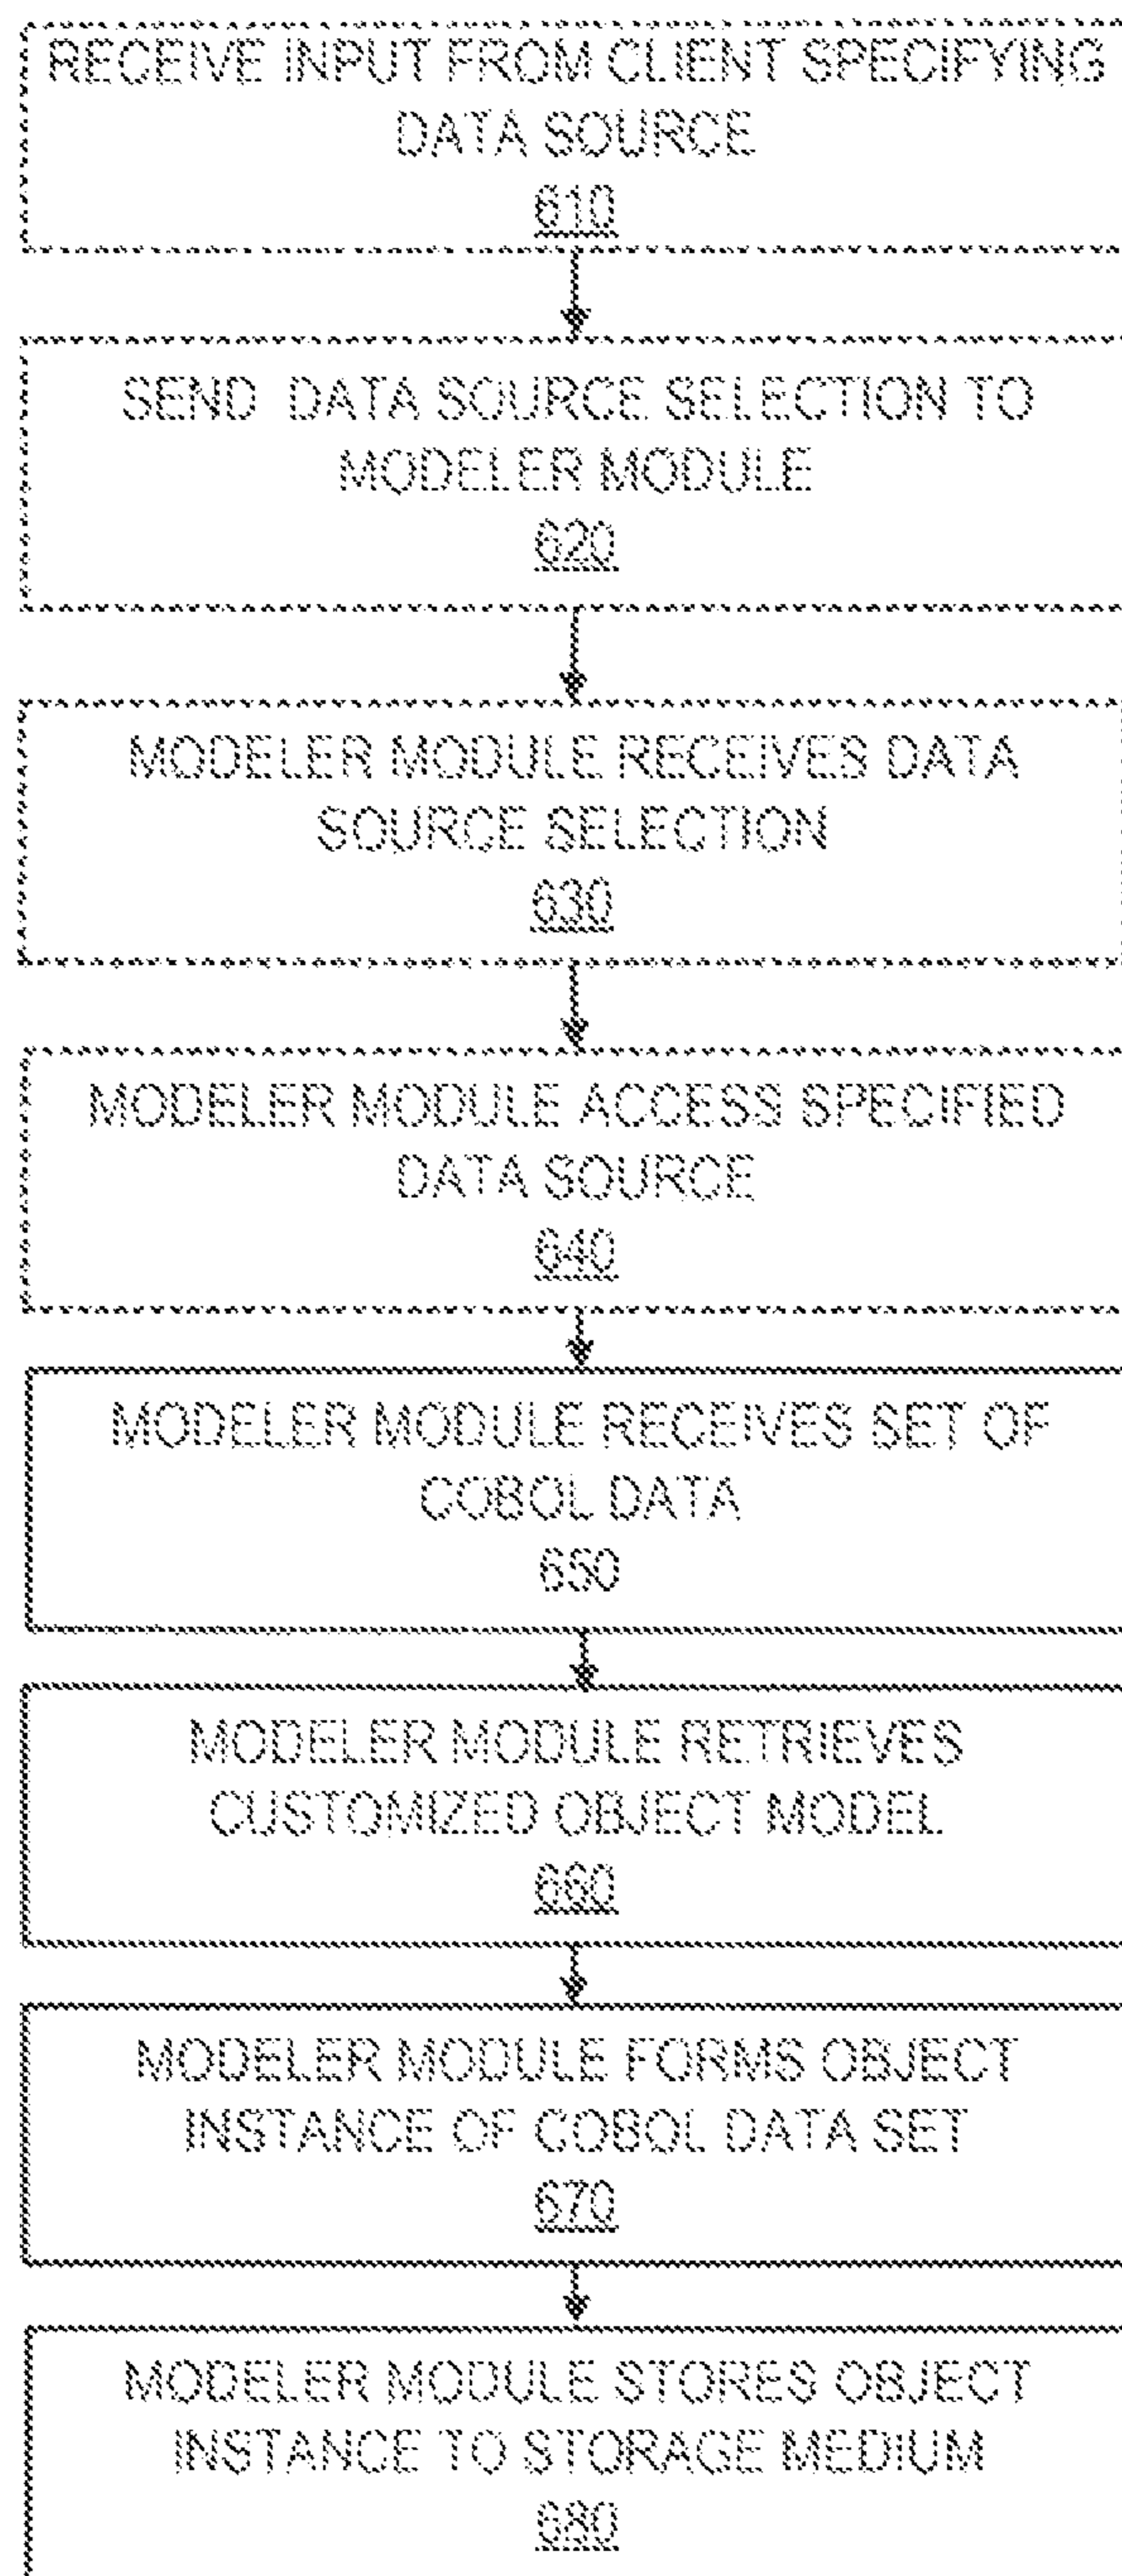 RECEIVE INPUT FROM CLIENT SPECIFYING
DATA SOURCE
610
SEND DATA SOURCE SELECTION TO
MODELER MODULE
620
MODELER MODULE RECEIVES DATA
SOURCE SELECTION
630
MODELER MODULE ACCESS SPECIFIED
DATA SOURCE
640
MODELER MODULE RECEIVES SET OF
COBOL DATA
650
MODELER MODULE RETRIEVES
CUSTOMIZED OBJECT MODEL
660
MODELER MODULE FORMS OBJECT
INSTANCE OF COBOL DATA SET
670
MODELER MODULE STORES OBJECT
INSTANCE TO STORAGE MEDIUM
680